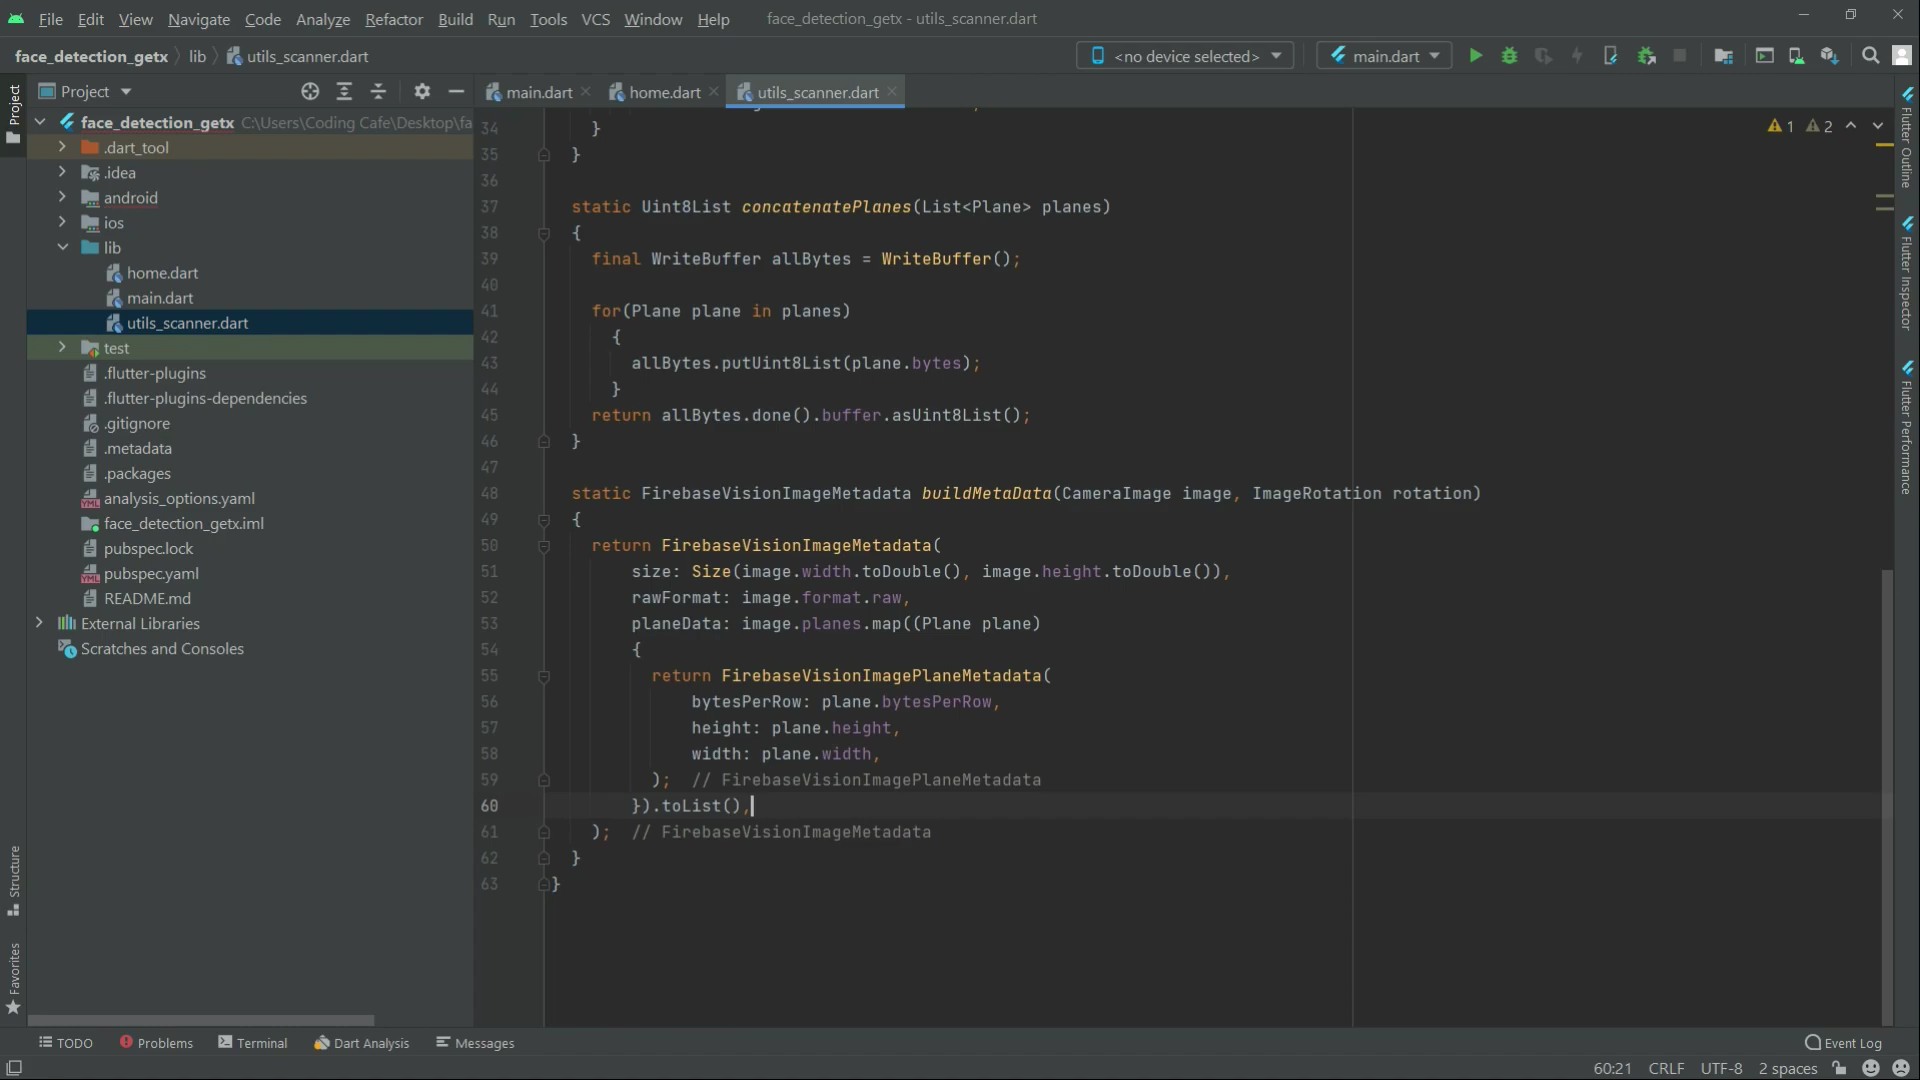 File Edit View Navigate Code Analyze Refactor Build Run Tools VCS Window Help face_detection_getx - utils_scanner.dart
face_detection_getx lib utils_scanner.dart <no device selected> main.dart
Project main.dart home.dart utils_scanner.dart
Project
face_detection_getx C:\Users\Coding Cafe\Desktop\fa
.dart_tool
.idea
android
ios
lib
home.dart
main.dart
utils_scanner.dart
test
.flutter-plugins
.flutter-plugins-dependencies
.gitignore
.metadata
.packages
analysis_options.yaml
face_detection_getx.iml
pubspec.lock
pubspec.yaml
README.md
External Libraries
Scratches and Consoles
Structure
Favorites
1 2
34 }
35 }
36
37 static Uint8List concatenatePlanes(List<Plane> planes)
38 {
39 final WriteBuffer allBytes = WriteBuffer();
40
41 for(Plane plane in planes)
42 {
43 allBytes.putUint8List(plane.bytes);
44 }
45 return allBytes.done().buffer.asUint8List();
46 }
47
48 static FirebaseVisionImageMetadata buildMetaData(CameraImage image, ImageRotation rotation)
49 {
50 return FirebaseVisionImageMetadata(
51 size: Size(image.width.toDouble(), image.height.toDouble()),
52 rawFormat: image.format.raw,
53 planeData: image.planes.map((Plane plane)
54 {
55 return FirebaseVisionImagePlaneMetadata(
56 bytesPerRow: plane.bytesPerRow,
57 height: plane.height,
58 width: plane.width,
59 ); // FirebaseVisionImagePlaneMetadata
60 }).toList(),
61 ); // FirebaseVisionImageMetadata
62 }
63 }
Flutter Outline
Flutter Inspector
Flutter Performance
TODO Problems Terminal Dart Analysis Messages Event Log
60:21 CRLF UTF-8 2 spaces